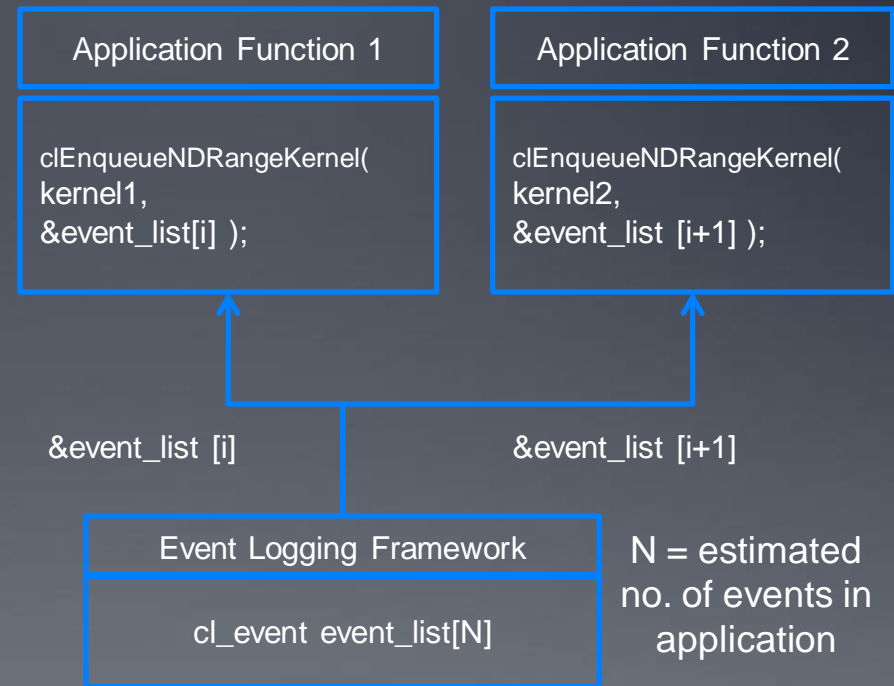 Application Function 1
clEnqueueNDRangeKernel(
kernel1,
&event_list[i] );
Application Function 2
clEnqueueNDRangeKernel(
kernel2,
&event_list [i+1] );
&event_list [i]
&event_list [i+1]
Event Logging Framework
cl_event event_list[N]
N = estimated
no. of events in
application